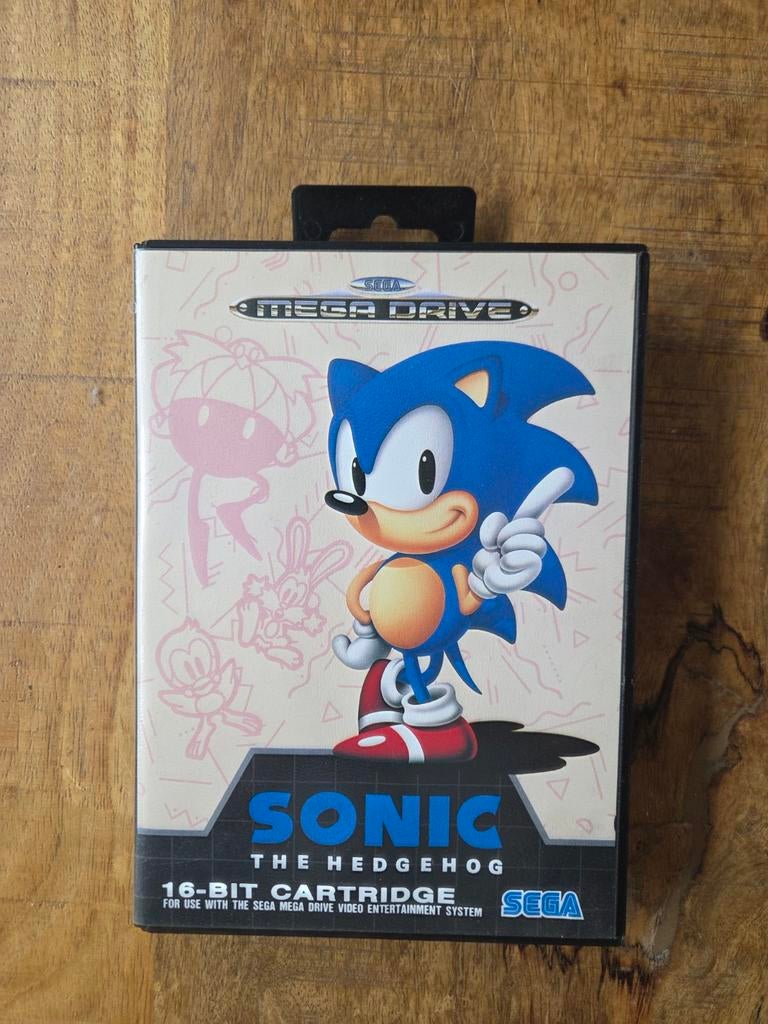 SEGA
MEGA DRIVE
SONIC
THE HEDGEHOG
16-BIT CARTRIDGE
FOR USE WITH THE SEGA MEGA DRIVE VIDEO ENTERTAINMENT SYSTEM
SEGA